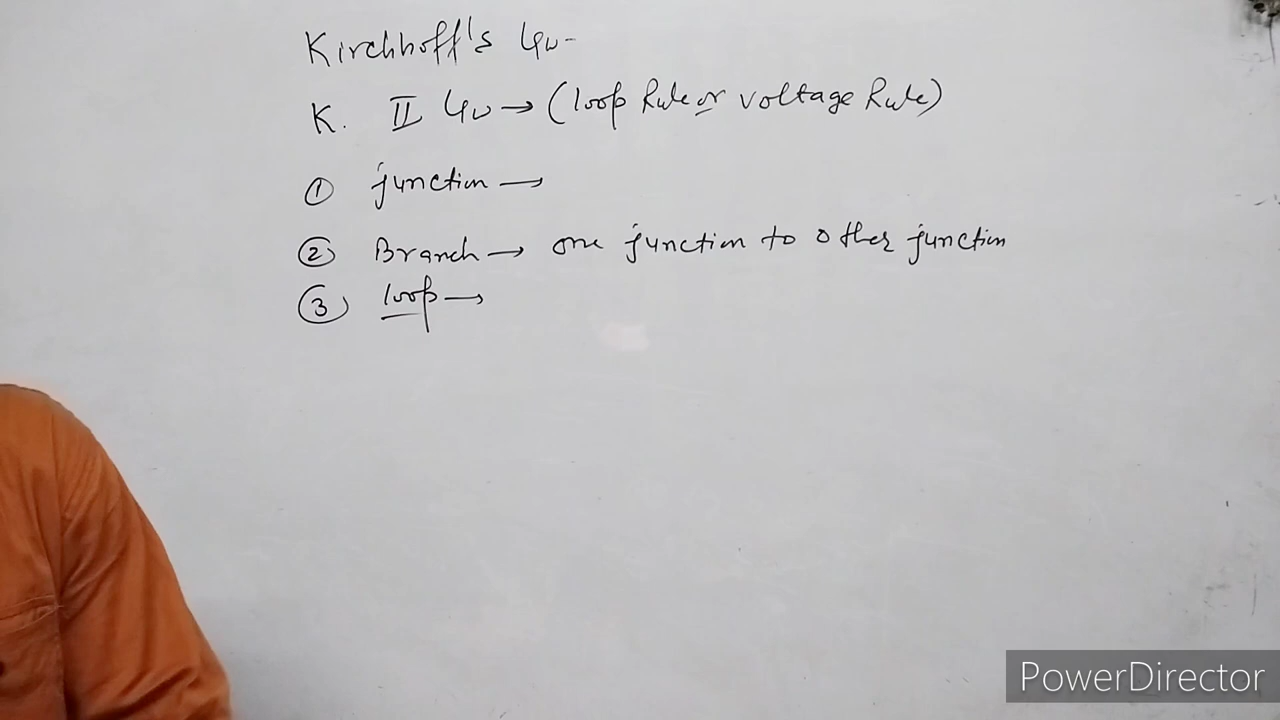 Kirchhoff's Law-
K. II Law → (loop Rule or voltage Rule)
① junction →
② Branch → one junction to other junction
③ loop →
PowerDirector